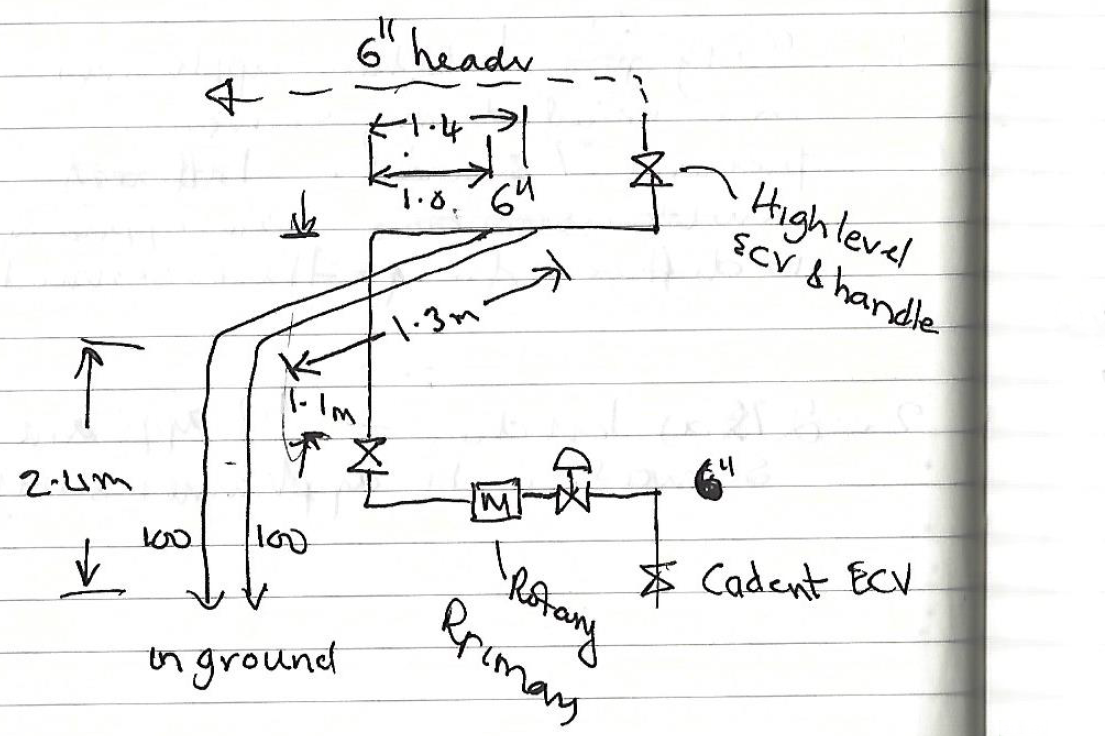 6" header
1.4
1.0.
6"
High level
ECV & handle
1.3m
1.1m
2.4m
6"
M
100
100
Cadent ECV
Rotary
Primary
in ground